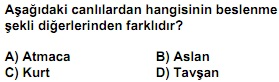 Aşağıdaki canlılardan hangisinin beslenme
şekli diğerlerinden farklıdır?
A) Atmaca B) Aslan
C) Kurt D) Tavşan